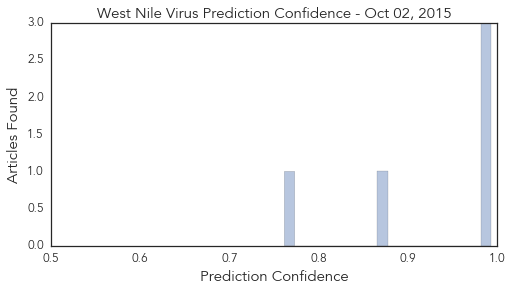 West Nile Virus Prediction Confidence - Oct 02, 2015
3.0
2.5
2.0
1.5
1.0
0.5
0.0
Articles Found
0.5 0.6 0.7 0.8 0.9 1.0
Prediction Confidence